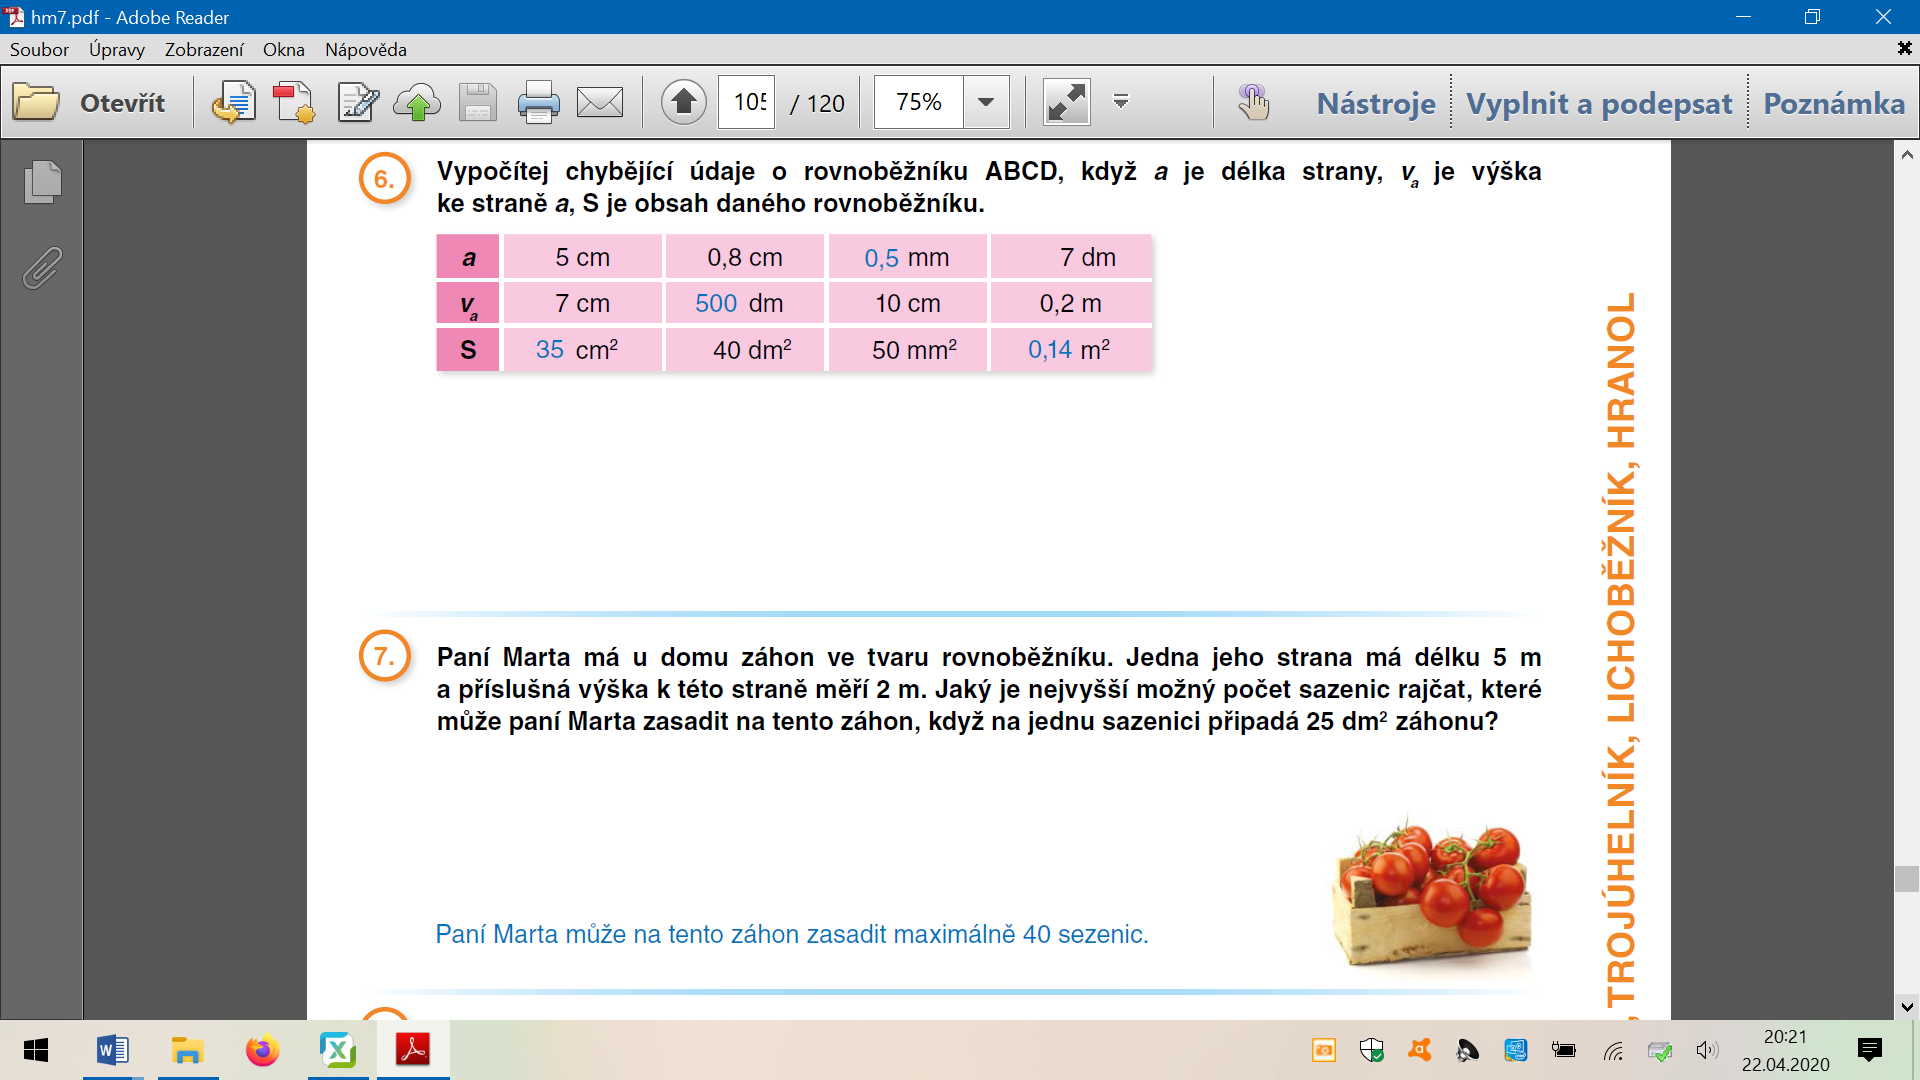 hm7.pdf - Adobe Reader
Soubor Úpravy Zobrazení Okna Nápověda
Otevřít 105 / 120 75% Nástroje Vyplnit a podepsat Poznámka
6. Vypočítej chybějící údaje o rovnoběžníku ABCD, když a je délka strany, va je výška
ke straně a, S je obsah daného rovnoběžníku.
a 5 cm 0,8 cm 0,5 mm 7 dm
va 7 cm 500 dm 10 cm 0,2 m
S 35 cm² 40 dm² 50 mm² 0,14 m²
7. Paní Marta má u domu záhon ve tvaru rovnoběžníku. Jedna jeho strana má délku 5 m
a příslušná výška k této straně měří 2 m. Jaký je nejvyšší možný počet sazenic rajčat, které
může paní Marta zasadit na tento záhon, když na jednu sazenici připadá 25 dm² záhonu?
Paní Marta může na tento záhon zasadit maximálně 40 sezenic.
, TROJÚHELNÍK, LICHOBĚŽNÍK, HRANOL
20:21
22.04.2020